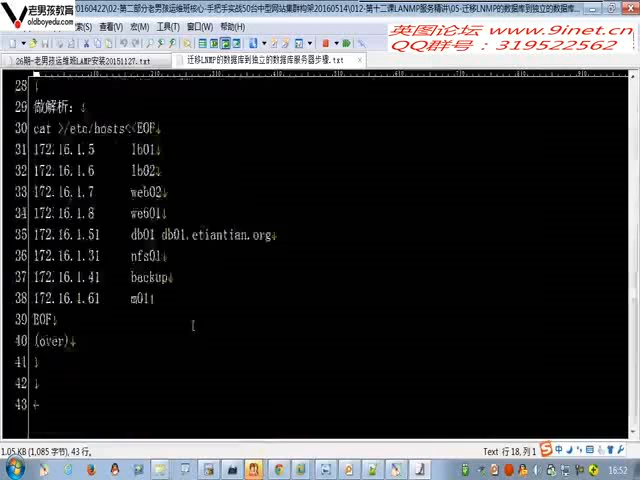 老男孩教育
oldboyedu.com
0160422\02-第二部分老男孩运维班核心-手把手实战50台中型网站集群构架20160514\012-第十二课LANMP服务精讲\05-迁移LNMP的数据库到独立的数据库...
搜索(S) 查看(V) 窗口(W) 帮助(H)
文档(D) 工具(T)
英图论坛 www.9inet.cn
QQ群号：319522562
26期-老男孩运维班LAMP安装20151127.txt
迁移LNMP的数据库到独立的数据库服务器步骤.txt
28
29 做解析：
30 cat >/etc/hosts<<EOF
31 172.16.1.5 lb01
32 172.16.1.6 lb02
33 172.16.1.7 web02
34 172.16.1.8 web01
35 172.16.1.51 db01 db01.etiantian.org
36 172.16.1.31 nfs01
37 172.16.1.41 backup
38 172.16.1.61 m01
39 EOF
40 (over)
41
42
43
1.05 KB (1,085 字节), 43 行。
Text 行 18, 列 1
中
16:52